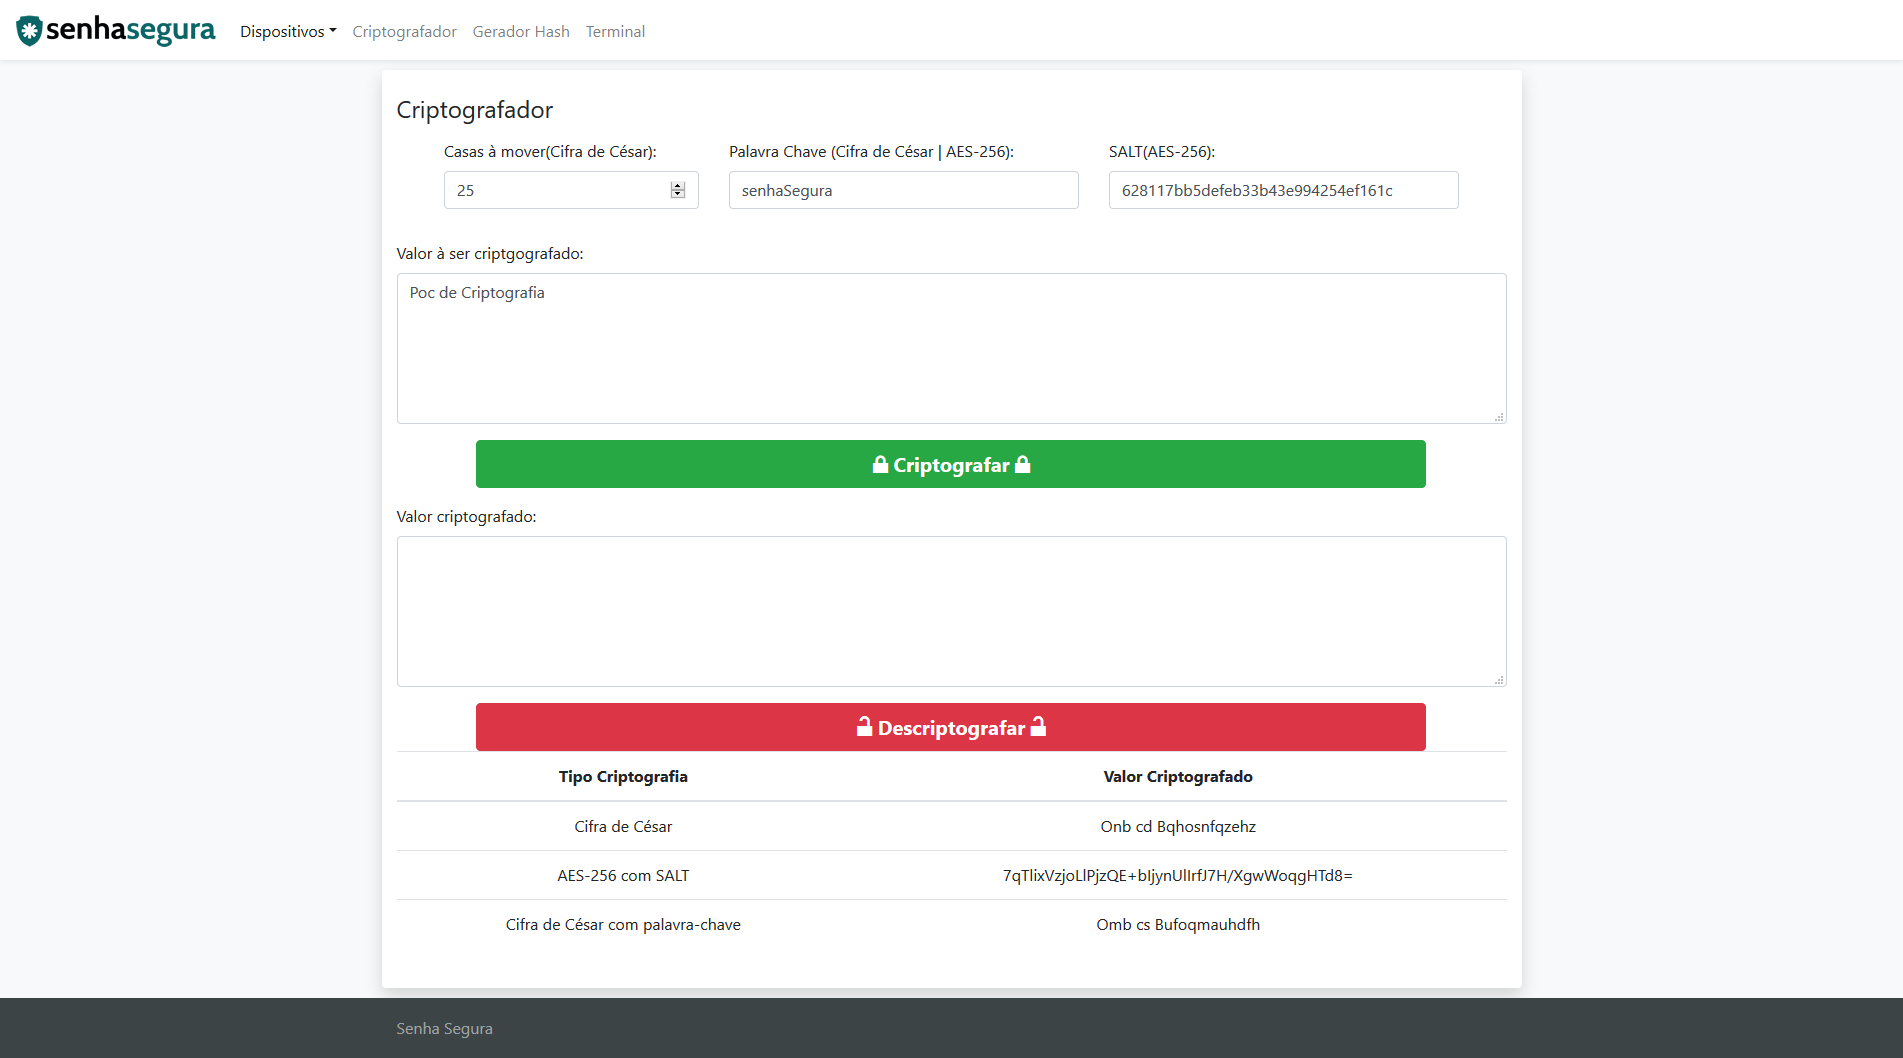 senhasegura Dispositivos Criptografador Gerador Hash Terminal
Criptografador
Casas à mover(Cifra de César): Palavra Chave (Cifra de César | AES-256): SALT(AES-256):
25 senhaSegura 628117bb5defeb33b43e994254ef161c
Valor à ser criptgografado:
Poc de Criptografia
Criptografar
Valor criptografado:
Descriptografar
Tipo Criptografia Valor Criptografado
Cifra de César Onb cd Bqhosnfqzehz
AES-256 com SALT 7qTlixVzjoLlPjzQE+bIjynUlIrfJ7H/XgwWoqgHTd8=
Cifra de César com palavra-chave Omb cs Bufoqmauhdfh
Senha Segura